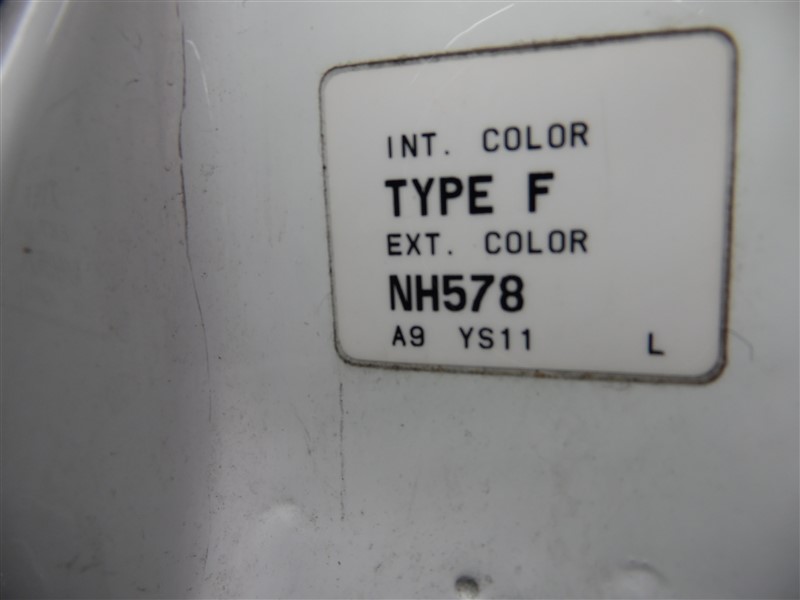 INT. COLOR
TYPE F
EXT. COLOR
NH578
A9 YS11 L